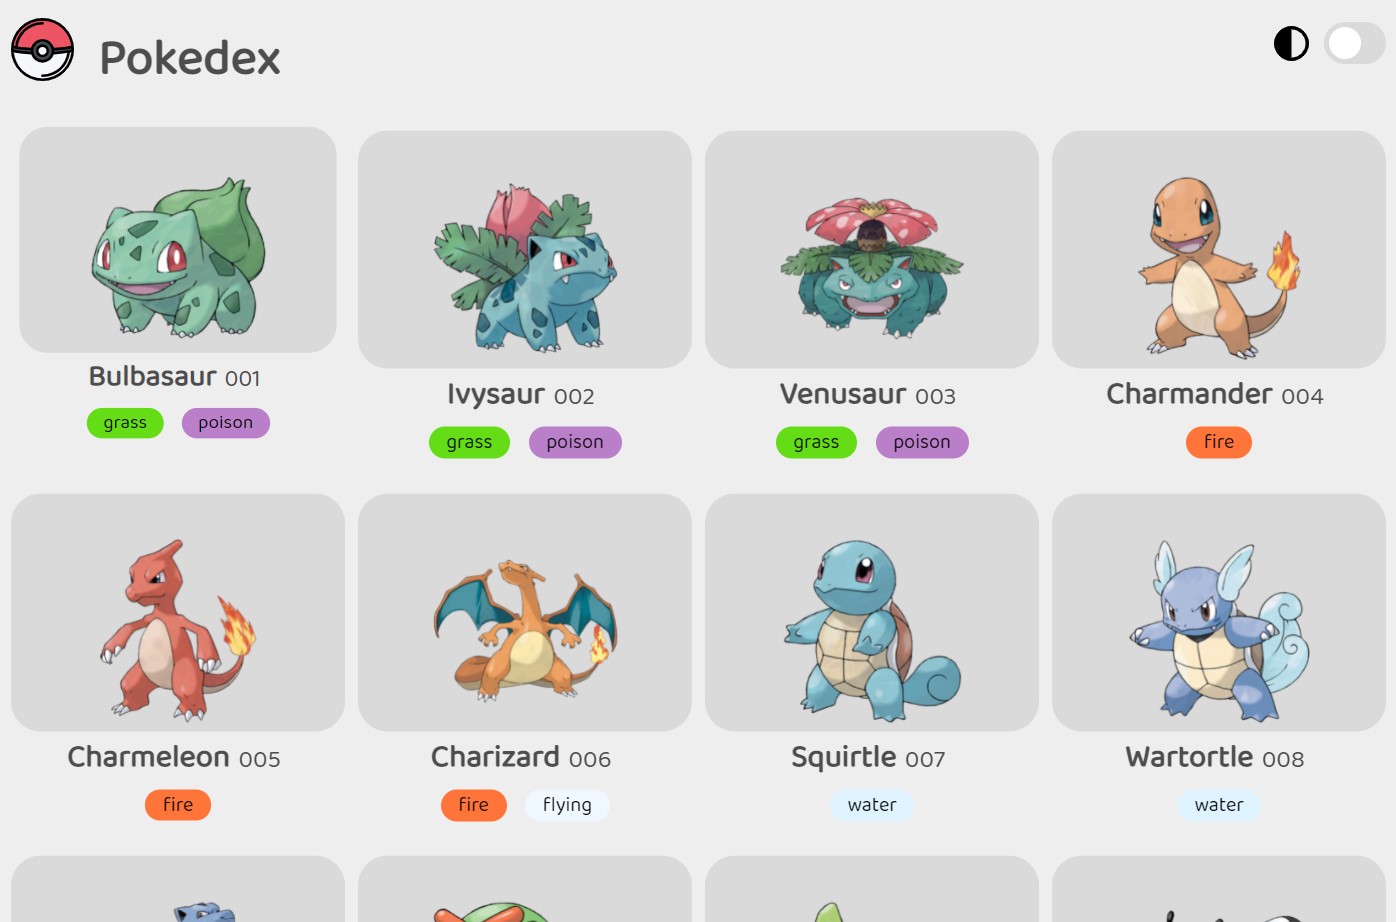 Pokedex
Bulbasaur 001
grass poison
Ivysaur 002
grass poison
Venusaur 003
grass poison
Charmander 004
fire
Charmeleon 005
fire
Charizard 006
fire flying
Squirtle 007
water
Wartortle 008
water